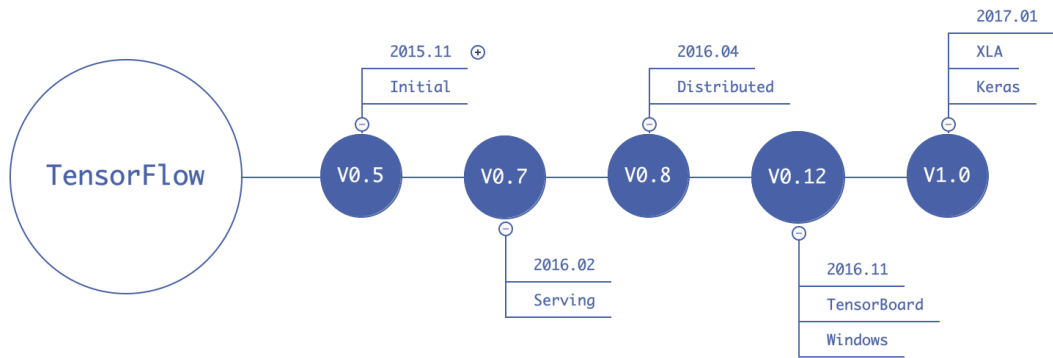 TensorFlow
V0.5
2015.11
Initial
V0.7
2016.02
Serving
V0.8
2016.04
Distributed
V0.12
2016.11
TensorBoard
Windows
V1.0
2017.01
XLA
Keras